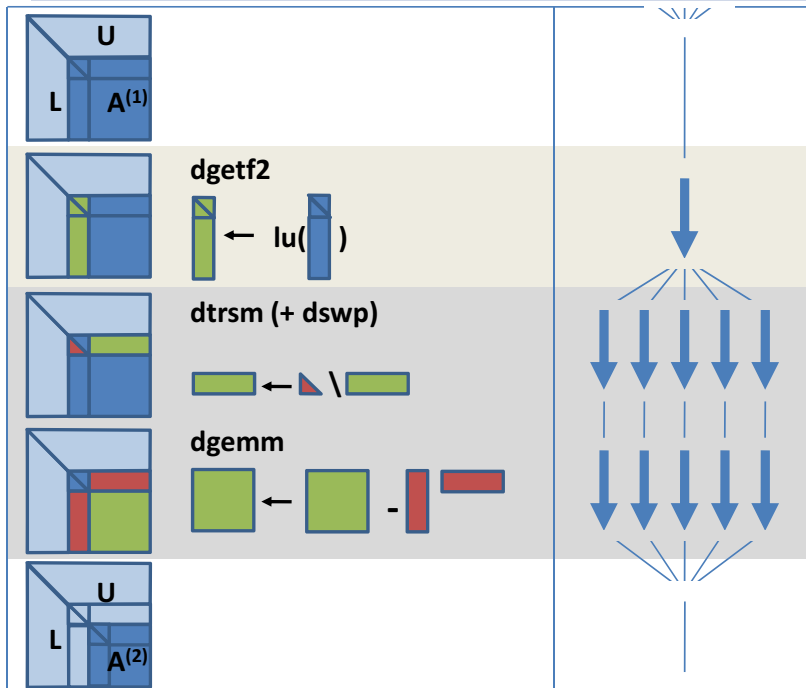 U
L A(1)
dgetf2
← lu( )
dtrsm (+ dswp)
← \
dgemm
← -
U
L
A(2)